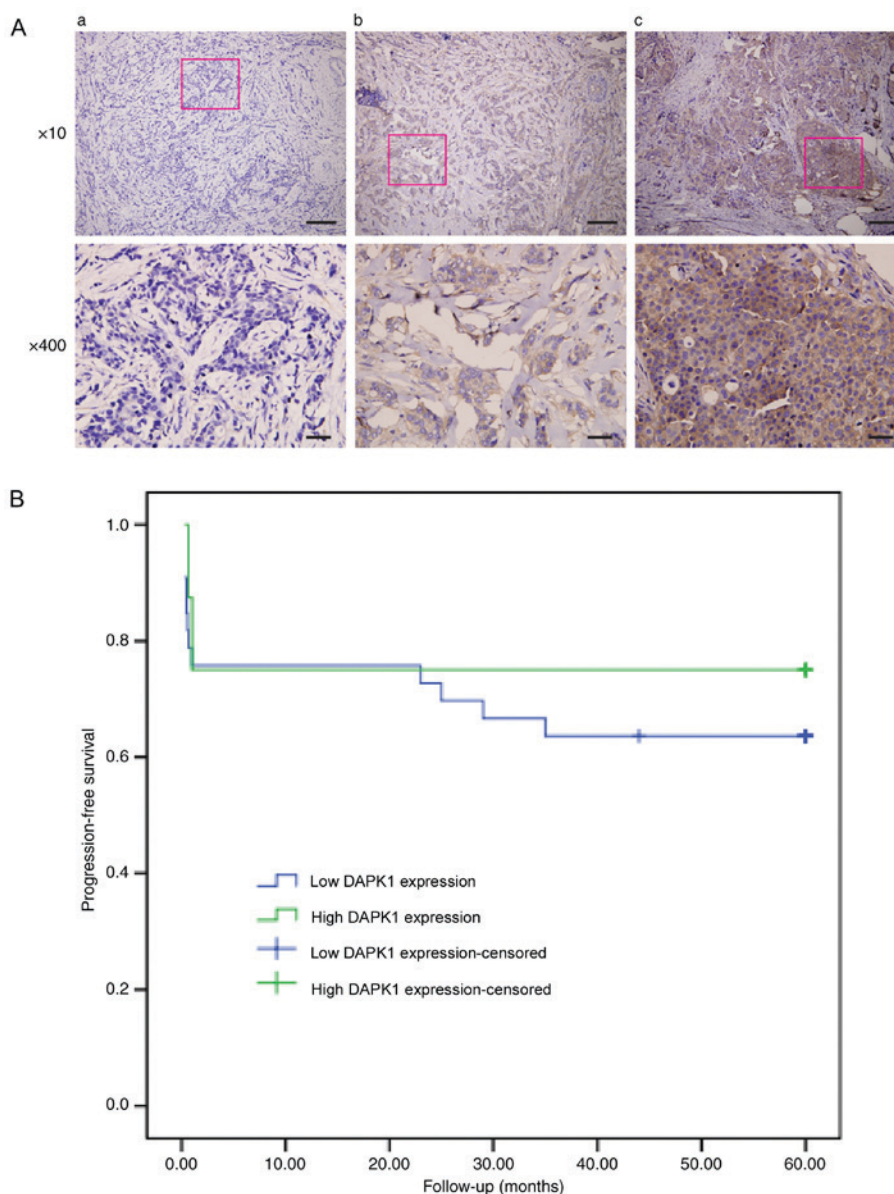 A
a b c
×10
×400
B
1.0
0.8
0.6
0.4
0.2
0.0
Progression-free survival
Low DAPK1 expression
High DAPK1 expression
Low DAPK1 expression-censored
High DAPK1 expression-censored
0.00 10.00 20.00 30.00 40.00 50.00 60.00
Follow-up (months)